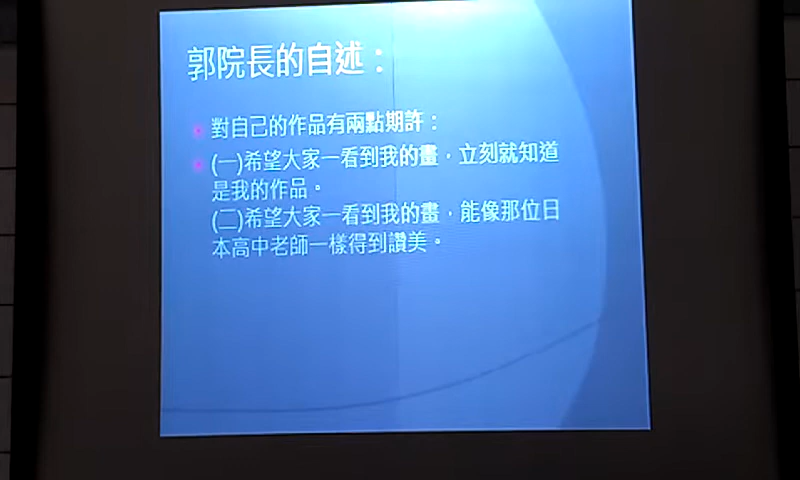 郭院長的自述：
對自己的作品有兩點期許：
(一)希望大家一看到我的畫，立刻就知道
是我的作品。
(二)希望大家一看到我的畫，能像那位日
本高中老師一樣得到讚美。